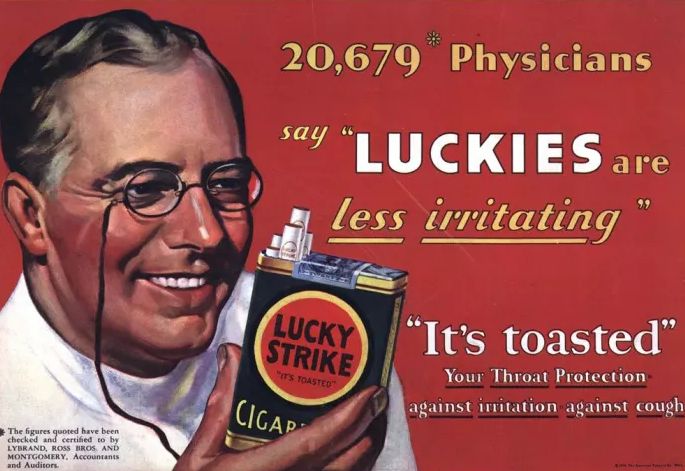 20,679* Physicians
say "LUCKIES are
less irritating"
LUCKY
STRIKE
"IT'S TOASTED"
CIGAR
"It's toasted"
Your Throat Protection
against irritation against cough
* The figures quoted have been
checked and certified to by
LYBRAND, ROSS BROS. AND
MONTGOMERY, Accountants
and Auditors.